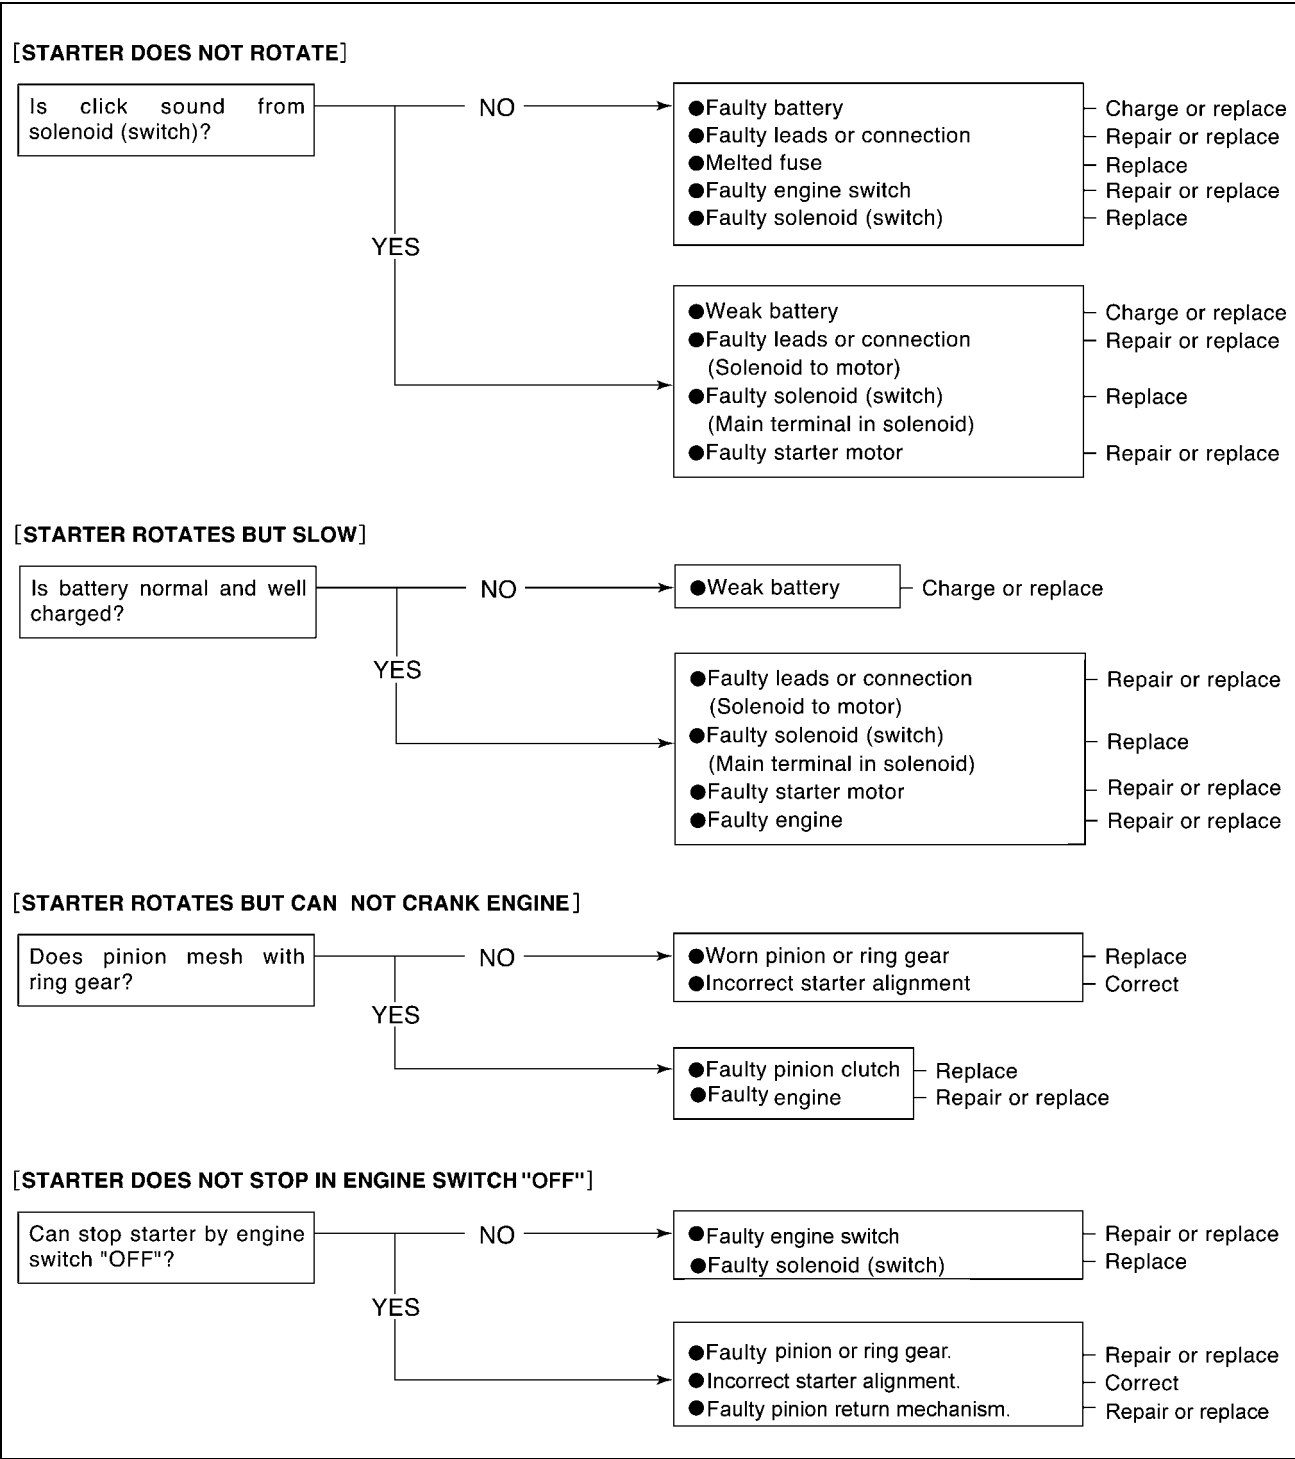 [STARTER DOES NOT ROTATE]
Is click sound from
solenoid (switch)?
NO
●Faulty battery
Charge or replace
●Faulty leads or connection
Repair or replace
●Melted fuse
Replace
●Faulty engine switch
Repair or replace
●Faulty solenoid (switch)
Replace
YES
●Weak battery
Charge or replace
●Faulty leads or connection
Repair or replace
(Solenoid to motor)
●Faulty solenoid (switch)
Replace
(Main terminal in solenoid)
●Faulty starter motor
Repair or replace
[STARTER ROTATES BUT SLOW]
Is battery normal and well
charged?
NO
●Weak battery
Charge or replace
YES
●Faulty leads or connection
Repair or replace
(Solenoid to motor)
●Faulty solenoid (switch)
Replace
(Main terminal in solenoid)
●Faulty starter motor
Repair or replace
●Faulty engine
Repair or replace
[STARTER ROTATES BUT CAN NOT CRANK ENGINE]
Does pinion mesh with
ring gear?
NO
●Worn pinion or ring gear
Replace
●Incorrect starter alignment
Correct
YES
●Faulty pinion clutch
Replace
●Faulty engine
Repair or replace
[STARTER DOES NOT STOP IN ENGINE SWITCH "OFF"]
Can stop starter by engine
switch "OFF"?
NO
●Faulty engine switch
Repair or replace
●Faulty solenoid (switch)
Replace
YES
●Faulty pinion or ring gear.
Repair or replace
●Incorrect starter alignment.
Correct
●Faulty pinion return mechanism.
Repair or replace